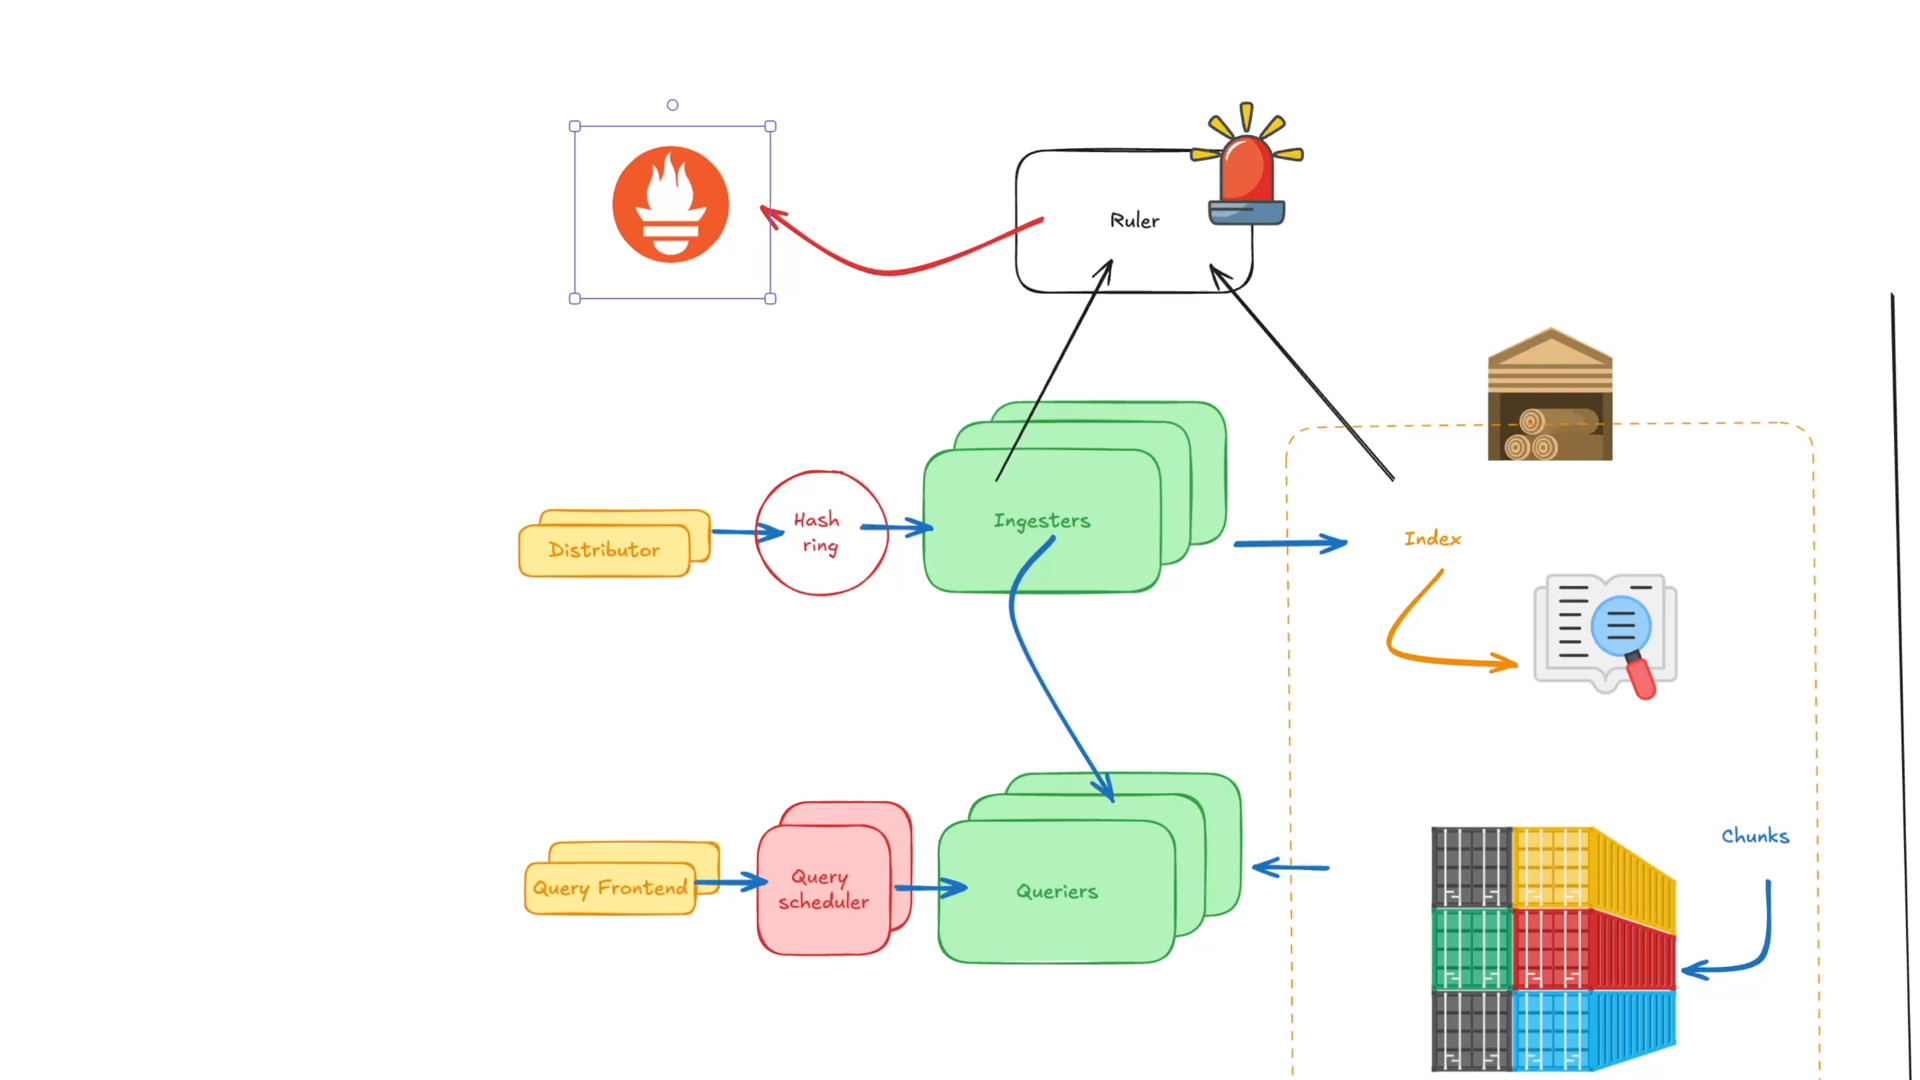 Ruler
Hash
ring
Ingesters
Distributor
Index
Chunks
Query Frontend
Query
scheduler
Queriers